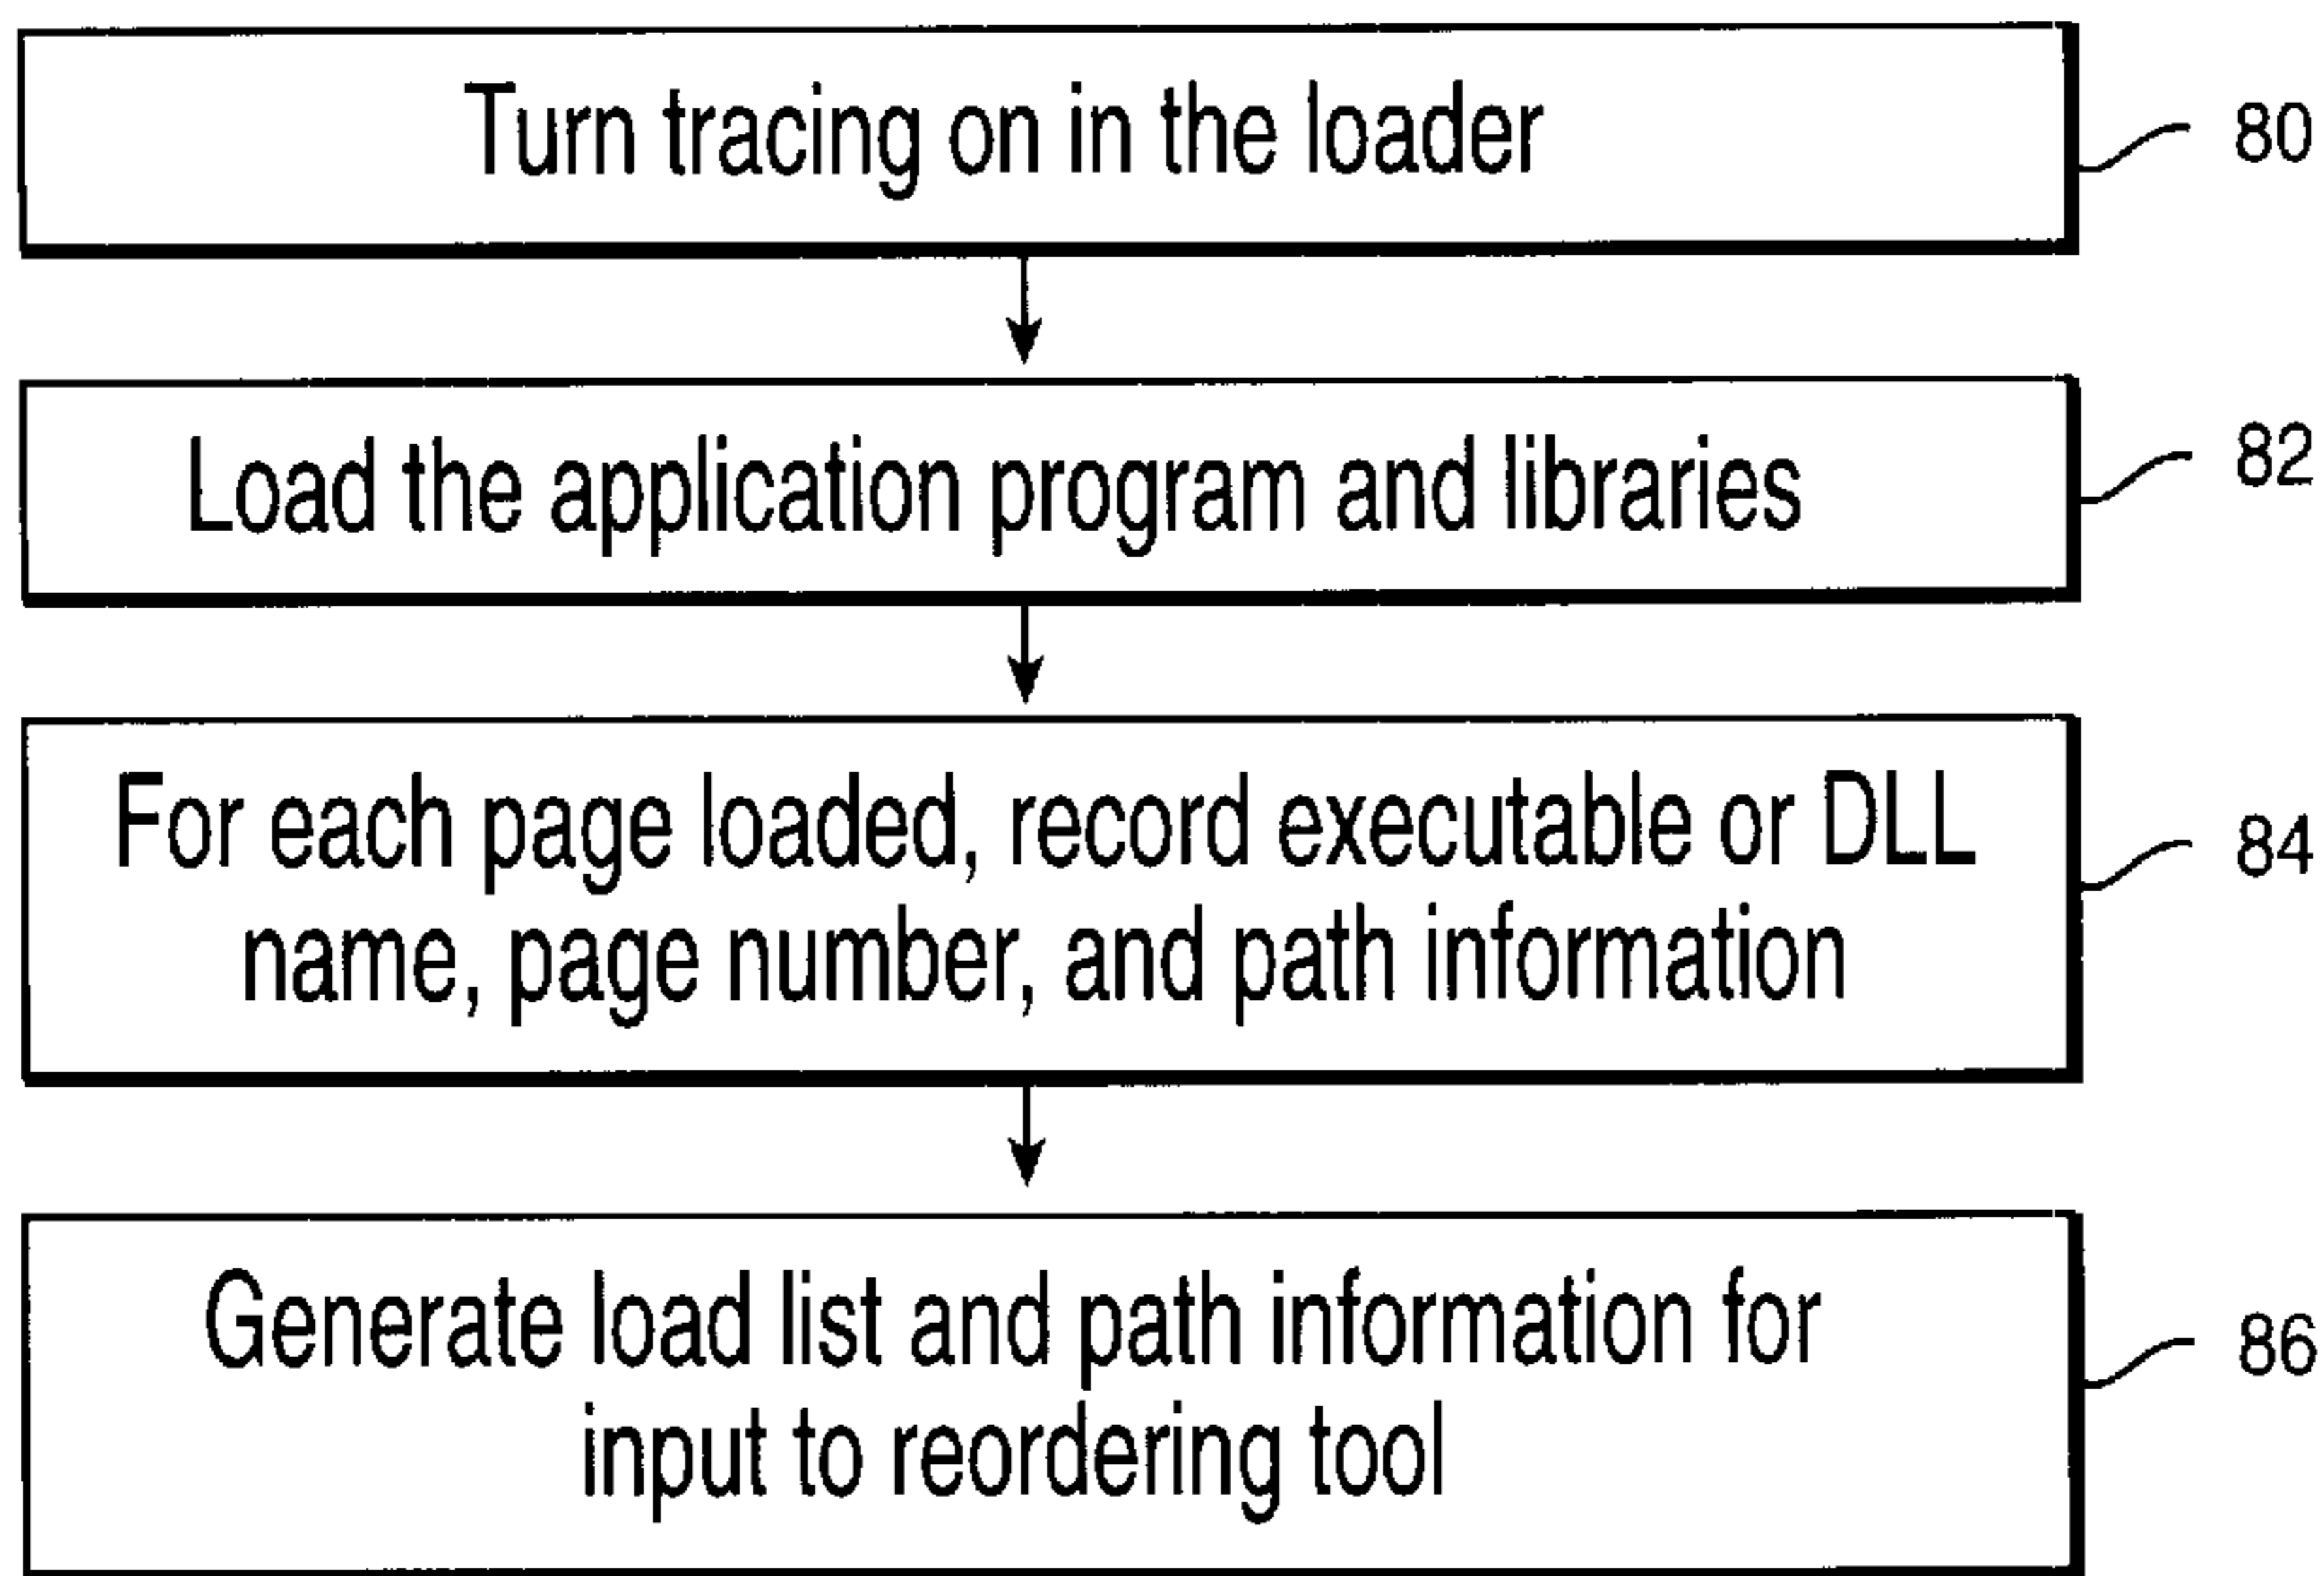 Turn tracing on in the loader
80
Load the application program and libraries
82
For each page loaded, record executable or DLL
name, page number, and path information
84
Generate load list and path information for
input to reordering tool
86